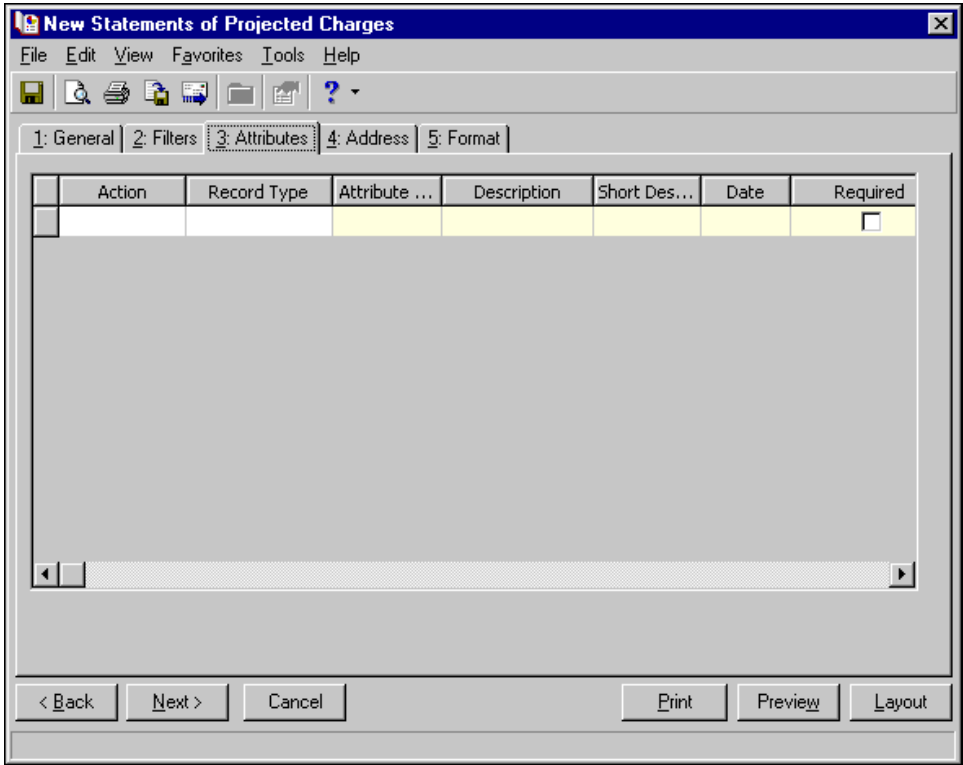 New Statements of Projected Charges
File Edit View Favorites Tools Help
1: General 2: Filters 3: Attributes 4: Address 5: Format
Action Record Type Attribute ... Description Short Des... Date Required
< Back Next > Cancel Print Preview Layout